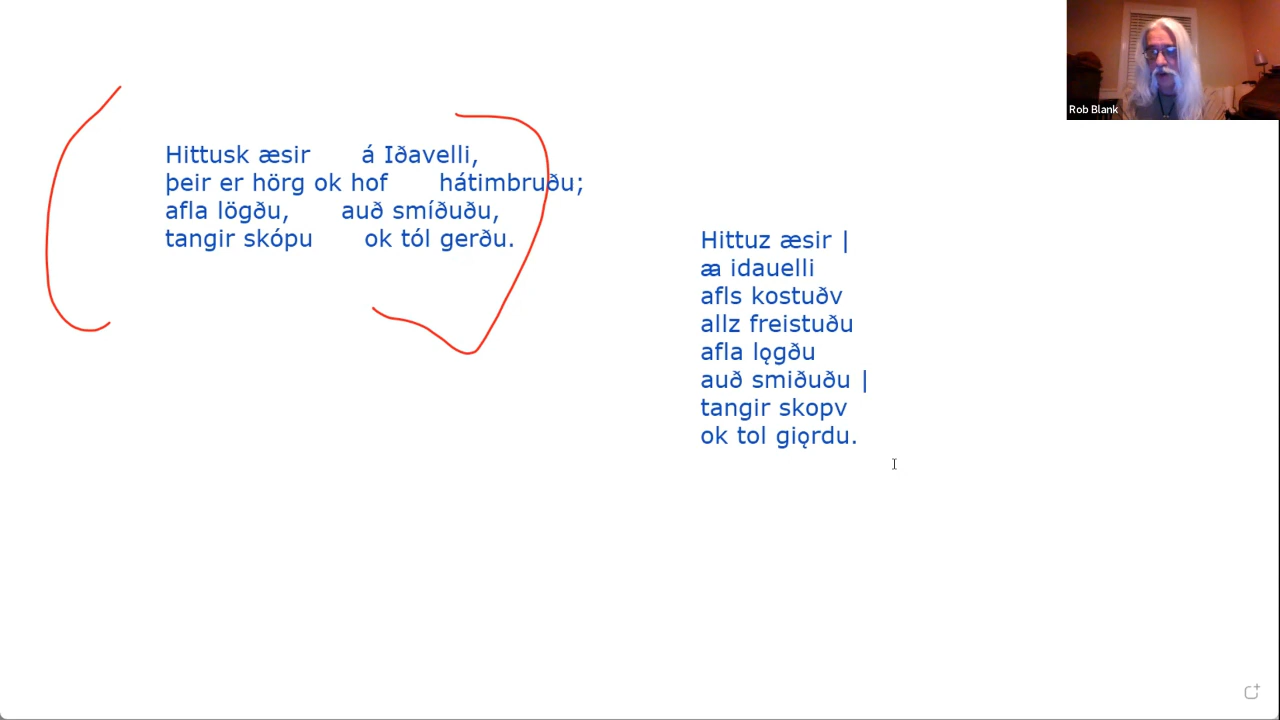 Rob Blank
Hittusk æsir á Iðavelli,
þeir er hörg ok hof hátimbruðu;
afla lögðu, auð smíðuðu,
tangir skópu ok tól gerðu.
Hittuz æsir |
ꜳ idauelli
afls kostuðv
allz freistuðu
afla lǫgðu
auð smiðuðu |
tangir skopv
ok tol giǫrdu.